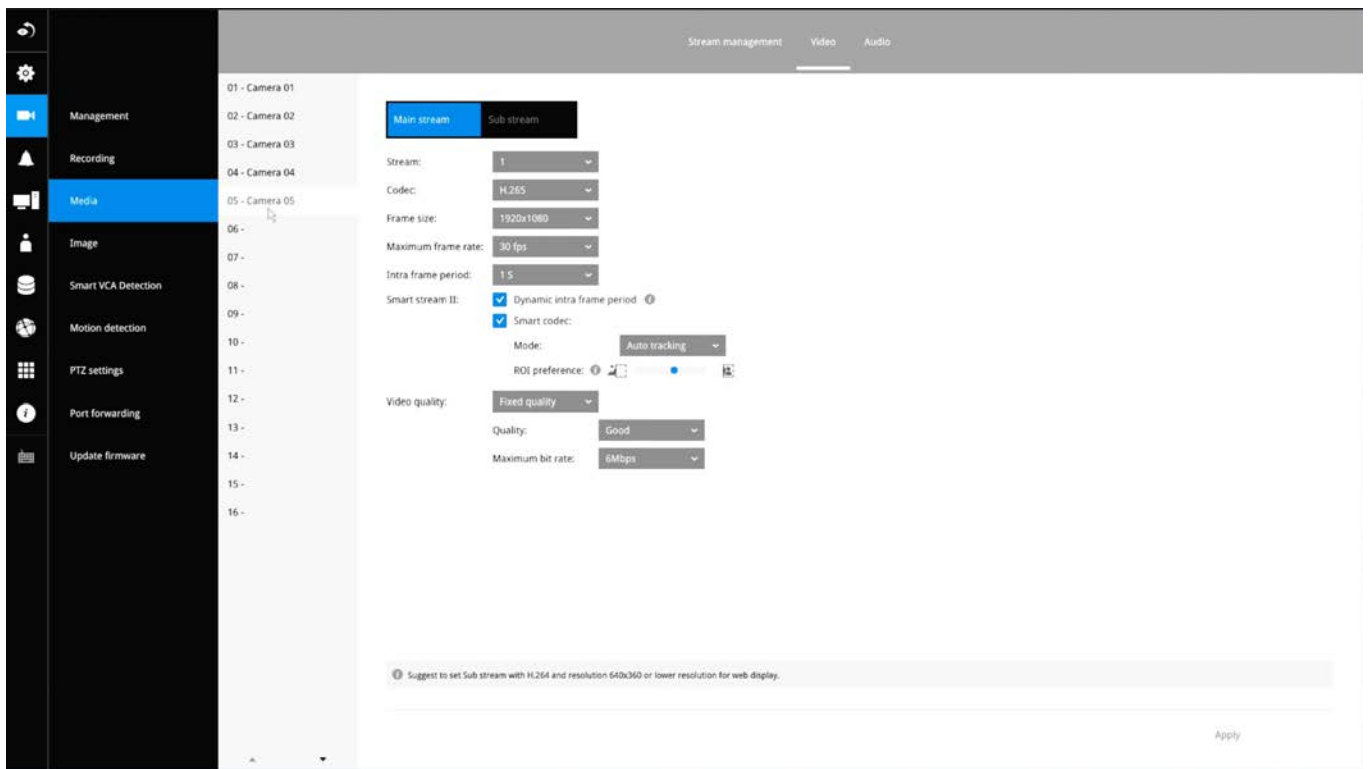 Stream management Video Audio
Management
Recording
Media
Image
Smart VCA Detection
Motion detection
PTZ settings
Port forwarding
Update firmware
01 - Camera 01
02 - Camera 02
03 - Camera 03
04 - Camera 04
05 - Camera 05
06 -
07 -
08 -
09 -
10 -
11 -
12 -
13 -
14 -
15 -
16 -
Main stream Sub stream
Stream: 1
Codec: H.265
Frame size: 1920x1080
Maximum frame rate: 30 fps
Intra frame period: 1 S
Smart stream II: Dynamic intra frame period
Smart codec:
Mode: Auto tracking
ROI preference:
Video quality: Fixed quality
Quality: Good
Maximum bit rate: 6Mbps
Suggest to set Sub stream with H.264 and resolution 640x360 or lower resolution for web display.
Apply